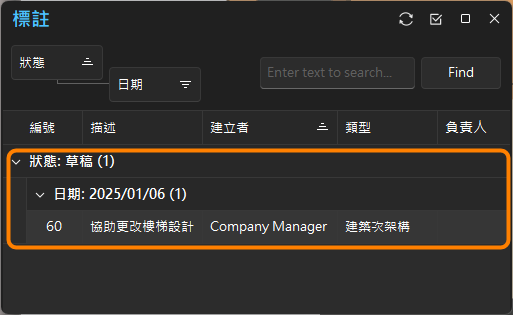 標註
狀態
日期
Enter text to search...
Find
編號 描述 建立者 類型 負責人
狀態: 草稿 (1)
日期: 2025/01/06 (1)
60 協助更改樓梯設計 Company Manager 建築次架構